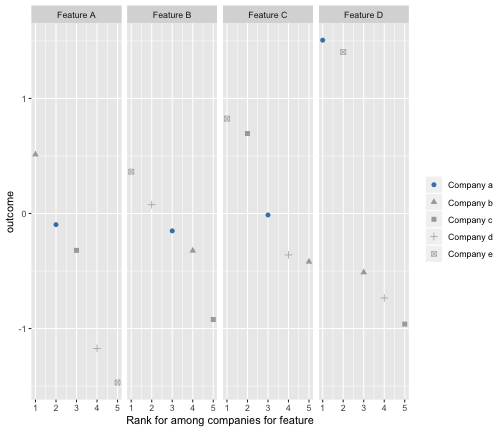 Feature A Feature B Feature C Feature D
1
0
-1
outcome
1 2 3 4 5 1 2 3 4 5 1 2 3 4 5 1 2 3 4 5
Rank for among companies for feature
Company a
Company b
Company c
Company d
Company e